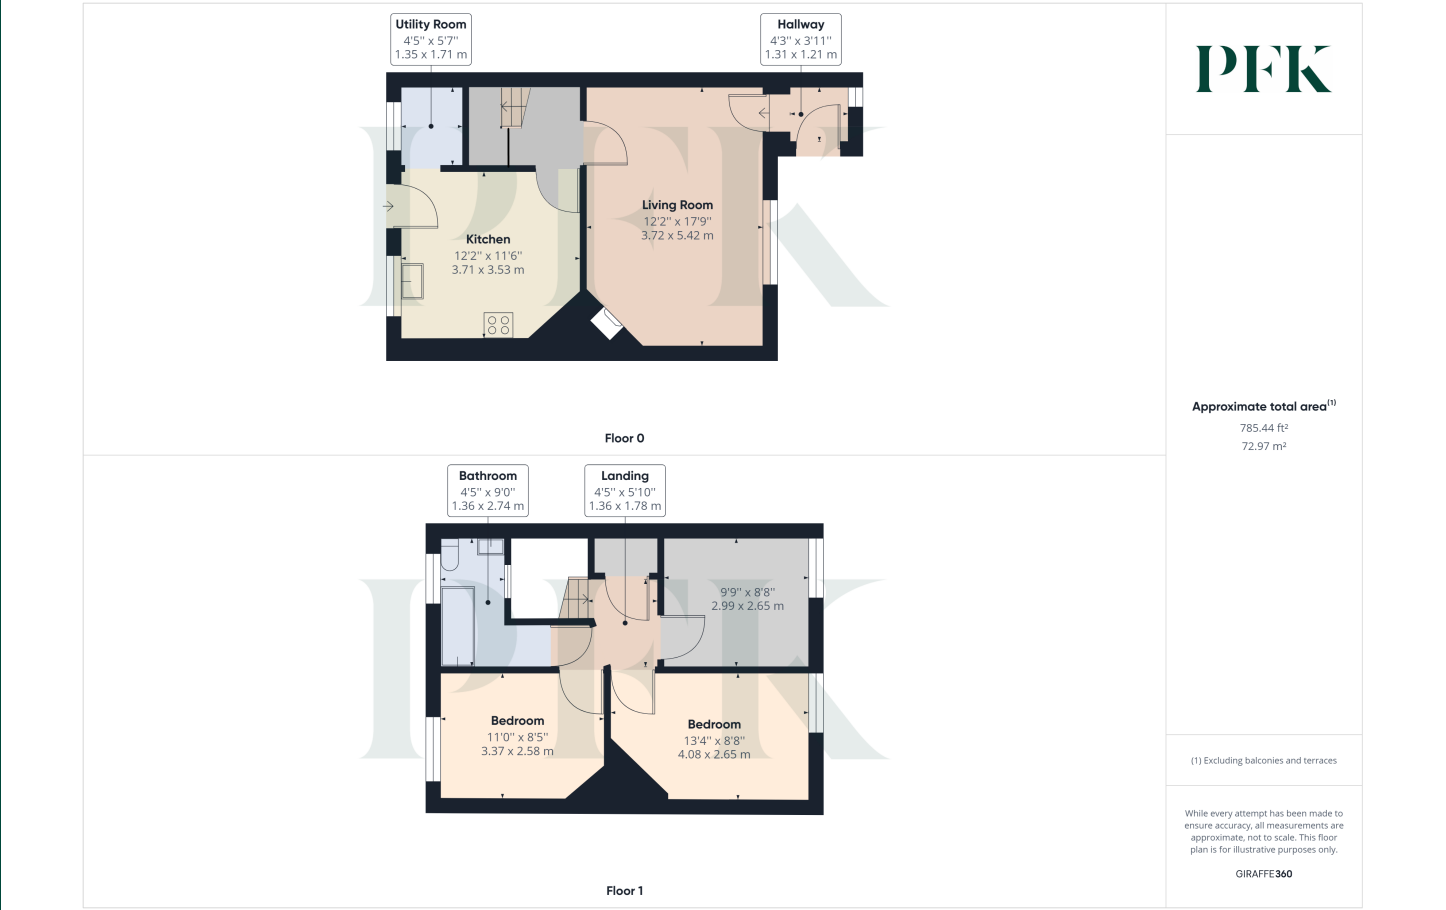 Utility Room
4'5" x 5'7"
1.35 x 1.71 m
Hallway
4'3" x 3'11"
1.31 x 1.21 m
Living Room
12'2" x 17'9"
3.72 x 5.42 m
Kitchen
12'2" x 11'6"
3.71 x 3.53 m
PFK
Floor 0
Bathroom
4'5" x 9'0"
1.36 x 2.74 m
Landing
4'5" x 5'10"
1.36 x 1.78 m
9'9" x 8'8"
2.99 x 2.65 m
Bedroom
11'0" x 8'5"
3.37 x 2.58 m
Bedroom
13'4" x 8'8"
4.08 x 2.65 m
PFK
Floor 1
PFK
Approximate total area(1)
785.44 ft²
72.97 m²
(1) Excluding balconies and terraces
While every attempt has been made to
ensure accuracy, all measurements are
approximate, not to scale. This floor
plan is for illustrative purposes only.
GIRAFFE360